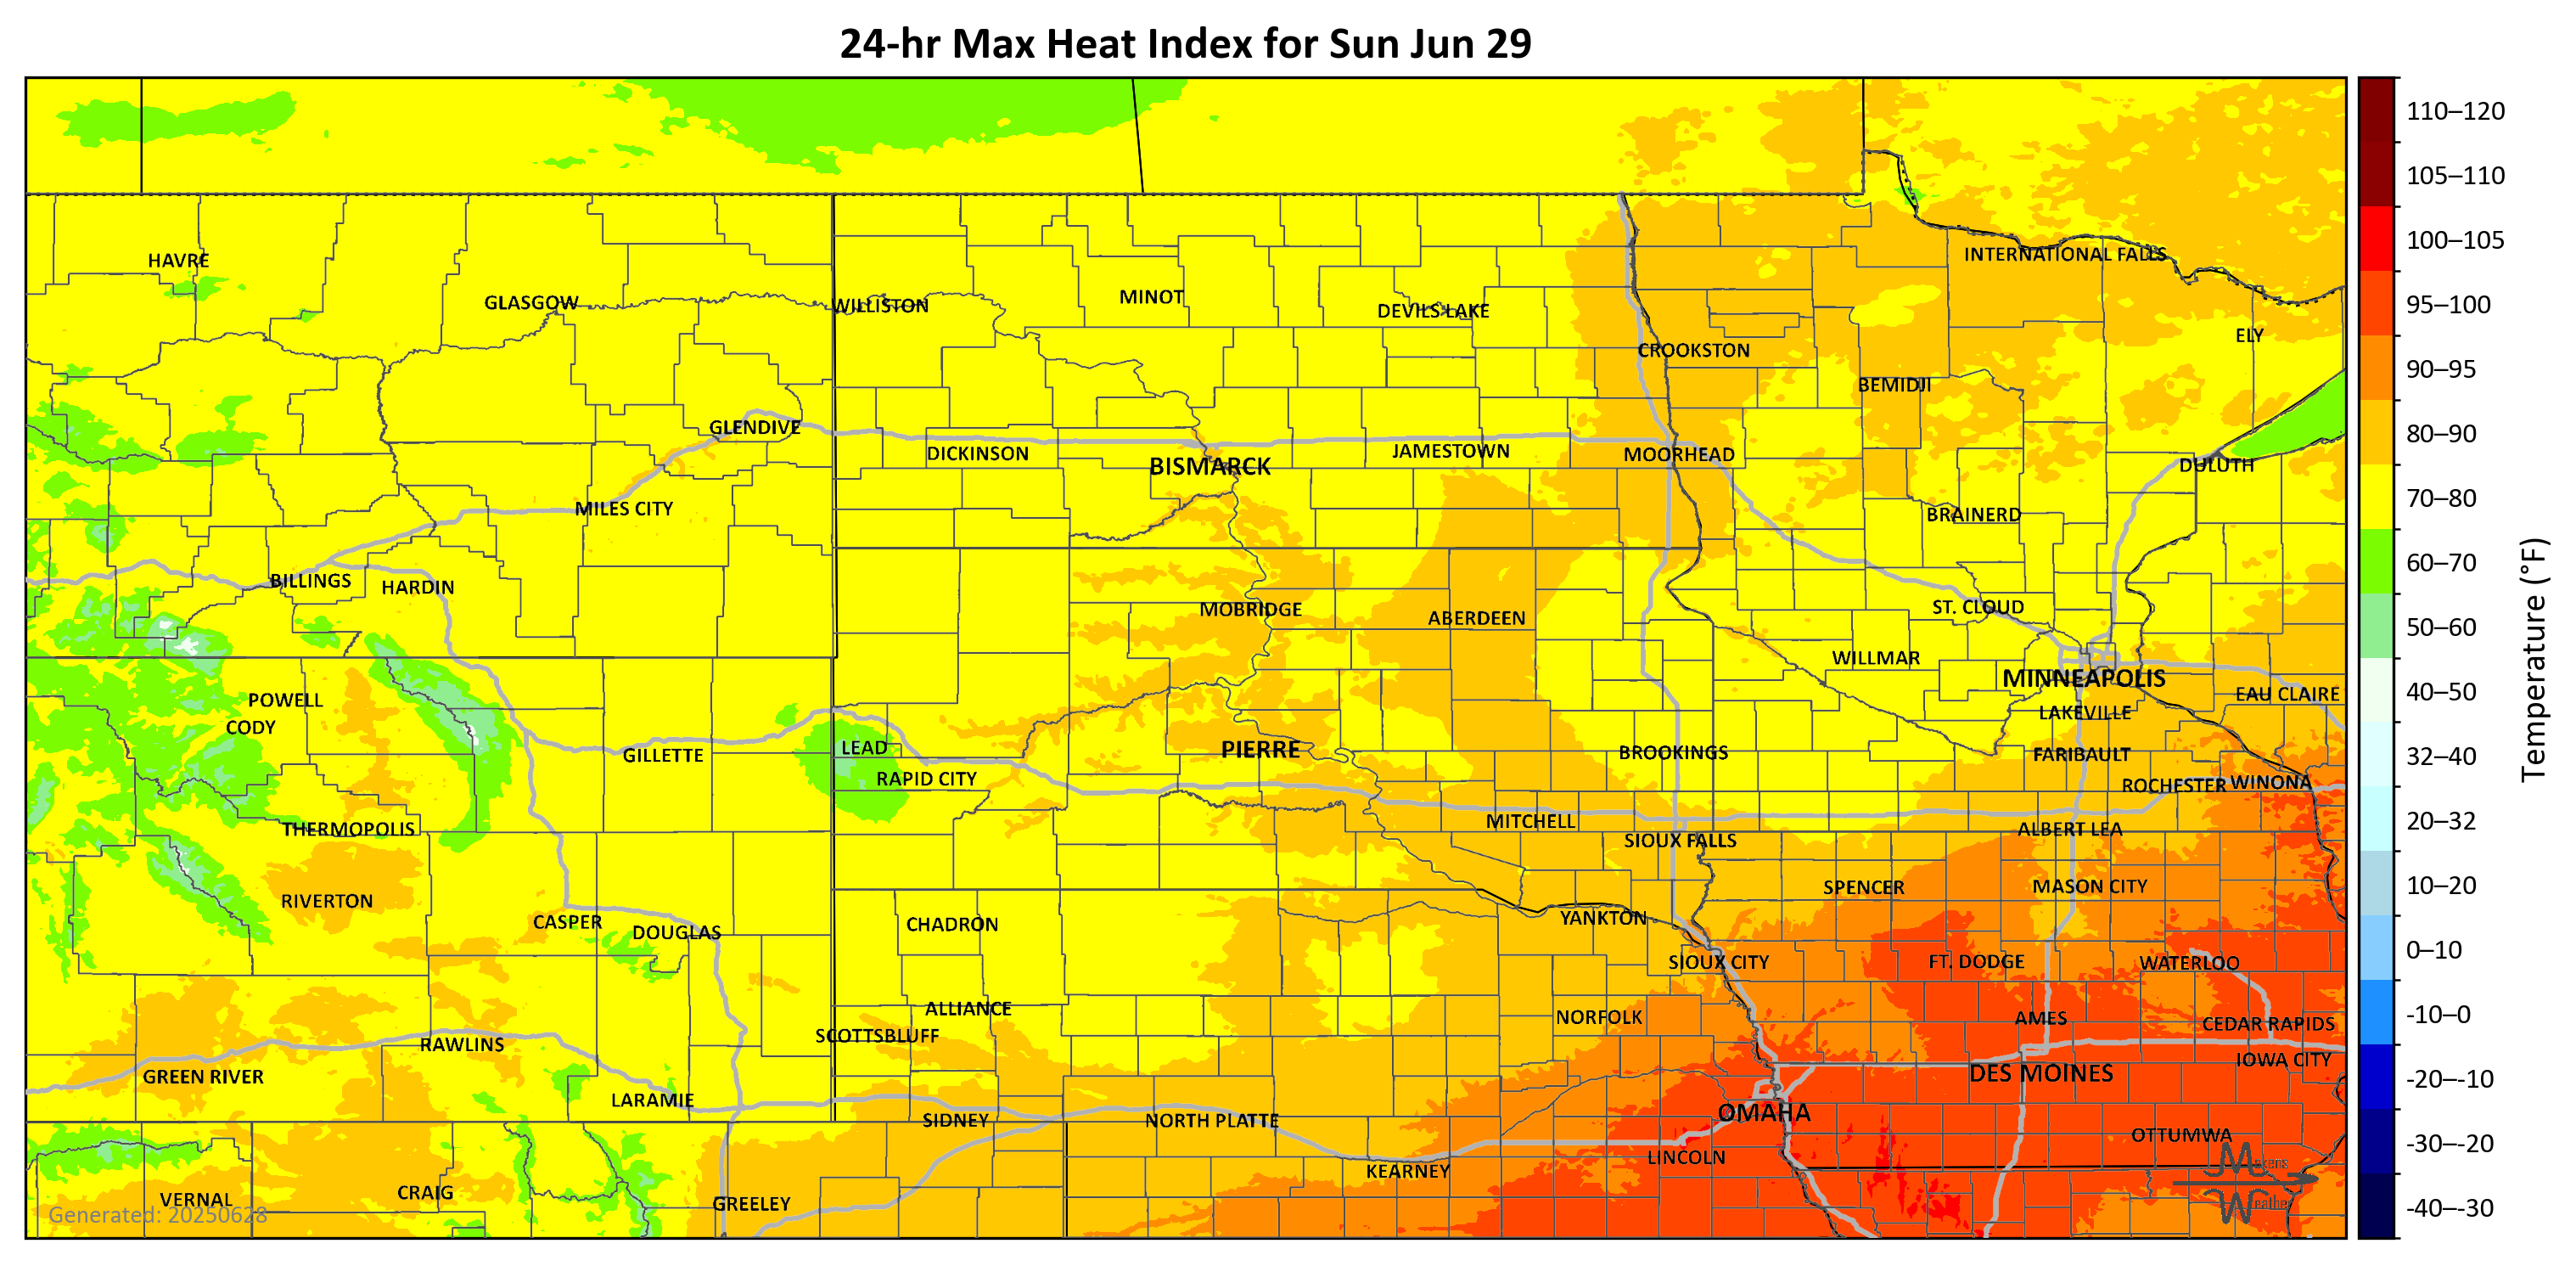 24-hr Max Heat Index for Sun Jun 29
110–120
105–110
100–105
95–100
90–95
80–90
70–80
60–70
50–60
40–50
32–40
20–32
10–20
0–10
-10–0
-20–-10
-30–-20
-40–-30
Temperature (°F)
HAVRE
INTERNATIONAL FALLS
GLASGOW
WILLISTON
MINOT
DEVILS LAKE
ELY
CROOKSTON
BEMIDJI
GLENDIVE
DICKINSON
BISMARCK
JAMESTOWN
MOORHEAD
DULUTH
MILES CITY
BRAINERD
BILLINGS
HARDIN
MOBRIDGE
ABERDEEN
ST. CLOUD
WILLMAR
MINNEAPOLIS
EAU CLAIRE
POWELL
CODY
LAKEVILLE
GILLETTE
LEAD
PIERRE
BROOKINGS
FARIBAULT
RAPID CITY
ROCHESTER
WINONA
THERMOPOLIS
MITCHELL
SIOUX FALLS
ALBERT LEA
RIVERTON
SPENCER
MASON CITY
CASPER
DOUGLAS
CHADRON
YANKTON
SIOUX CITY
FT. DODGE
WATERLOO
ALLIANCE
NORFOLK
AMES
CEDAR RAPIDS
SCOTTSBLUFF
RAWLINS
IOWA CITY
GREEN RIVER
DES MOINES
LARAMIE
SIDNEY
NORTH PLATTE
OMAHA
OTTUMWA
LINCOLN
KEARNEY
VERNAL
CRAIG
GREELEY
Generated: 20250628